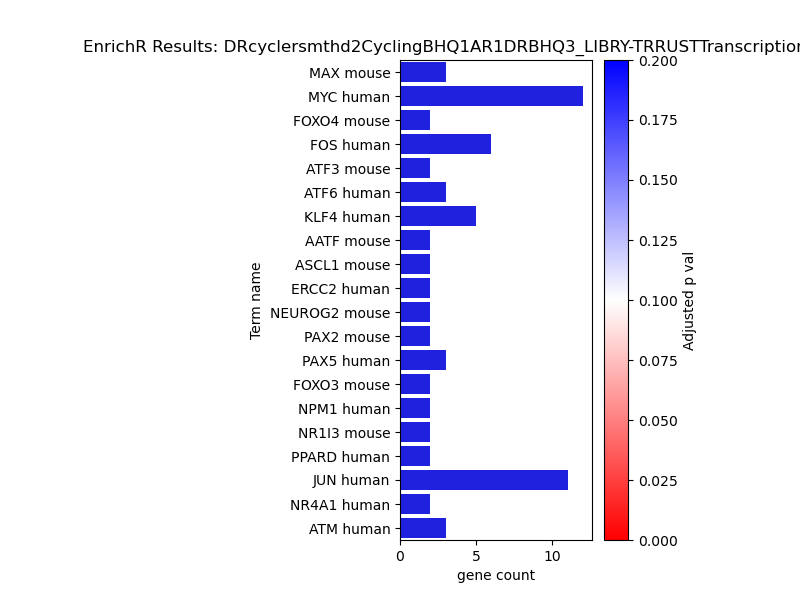 EnrichR Results: DRcyclersmthd2CyclingBHQ1AR1DRBHQ3_LIBRY-TRRUSTTranscription
MAX mouse
MYC human
FOXO4 mouse
FOS human
ATF3 mouse
ATF6 human
KLF4 human
AATF mouse
ASCL1 mouse
ERCC2 human
NEUROG2 mouse
PAX2 mouse
PAX5 human
FOXO3 mouse
NPM1 human
NR1I3 mouse
PPARD human
JUN human
NR4A1 human
ATM human
Term name
0 5 10
gene count
0.200
0.175
0.150
0.125
0.100
0.075
0.050
0.025
0.000
Adjusted p val